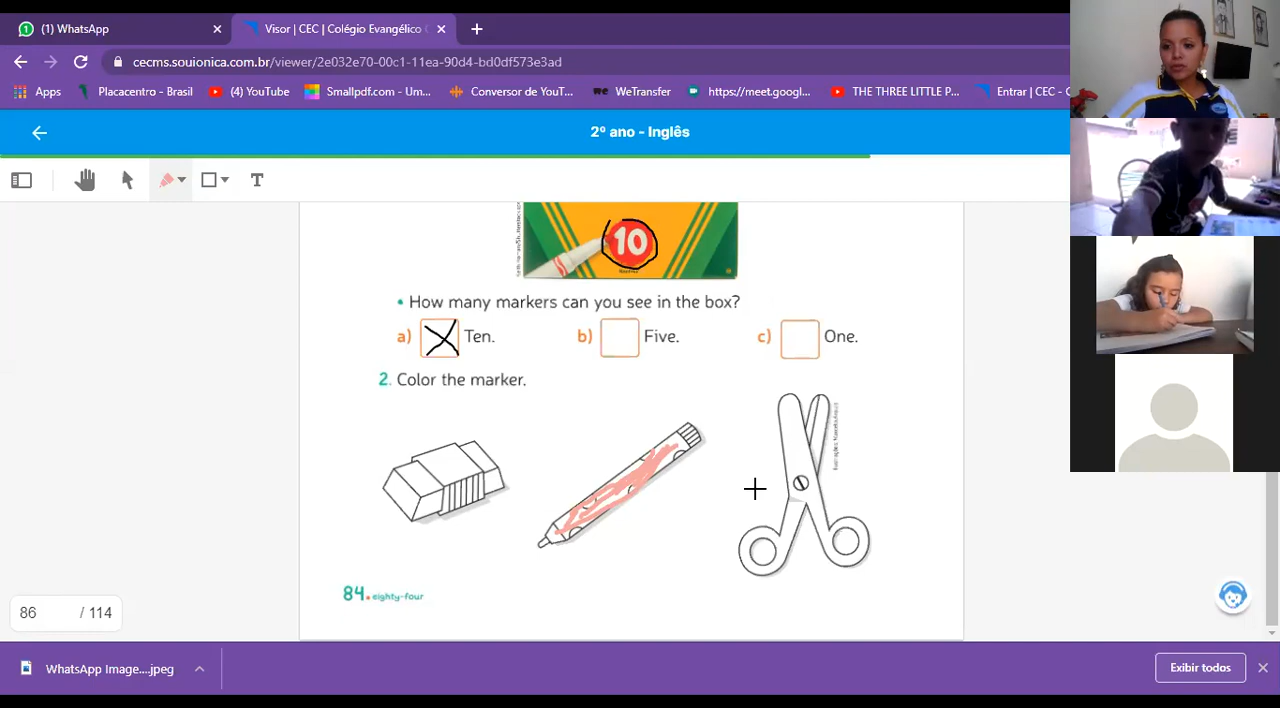 (1) WhatsApp
Visor | CEC | Colégio Evangélico
cecms.souionica.com.br/viewer/2e032e70-00c1-11ea-90d4-bd0df573e3ad
Apps
Placacentro - Brasil
(4) YouTube
Smallpdf.com - Um...
Conversor de YouT...
we WeTransfer
https://meet.googl...
THE THREE LITTLE P...
Entrar | CEC - C
2º ano - Inglês
T
10
• How many markers can you see in the box?
a) Ten.
b) Five.
c) One.
2. Color the marker.
84 • eighty-four
86 / 114
WhatsApp Image....jpeg
Exibir todos